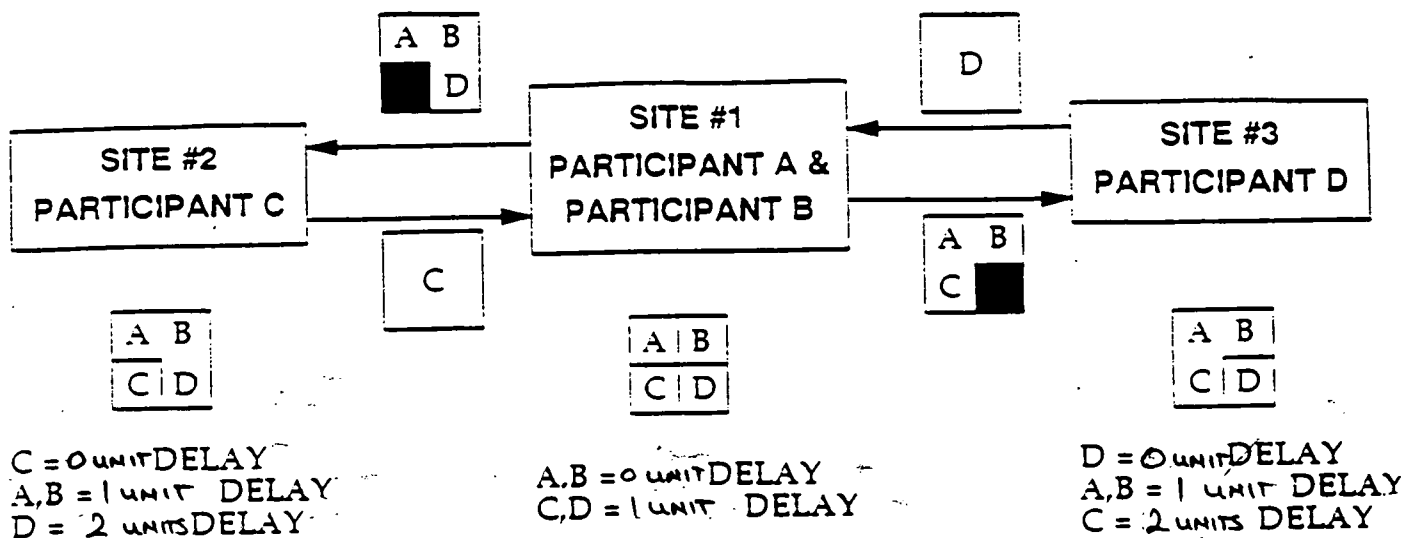 A B
D
D
SITE #2
PARTICIPANT C
SITE #1
PARTICIPANT A &
PARTICIPANT B
SITE #3
PARTICIPANT D
C
A B
C
A B
C D
A B
C D
A B
C D
C = 0 UNIT DELAY
A,B = 1 UNIT DELAY
D = 2 UNITS DELAY
A,B = 0 UNIT DELAY
C,D = 1 UNIT DELAY
D = 0 UNIT DELAY
A,B = 1 UNIT DELAY
C = 2 UNITS DELAY